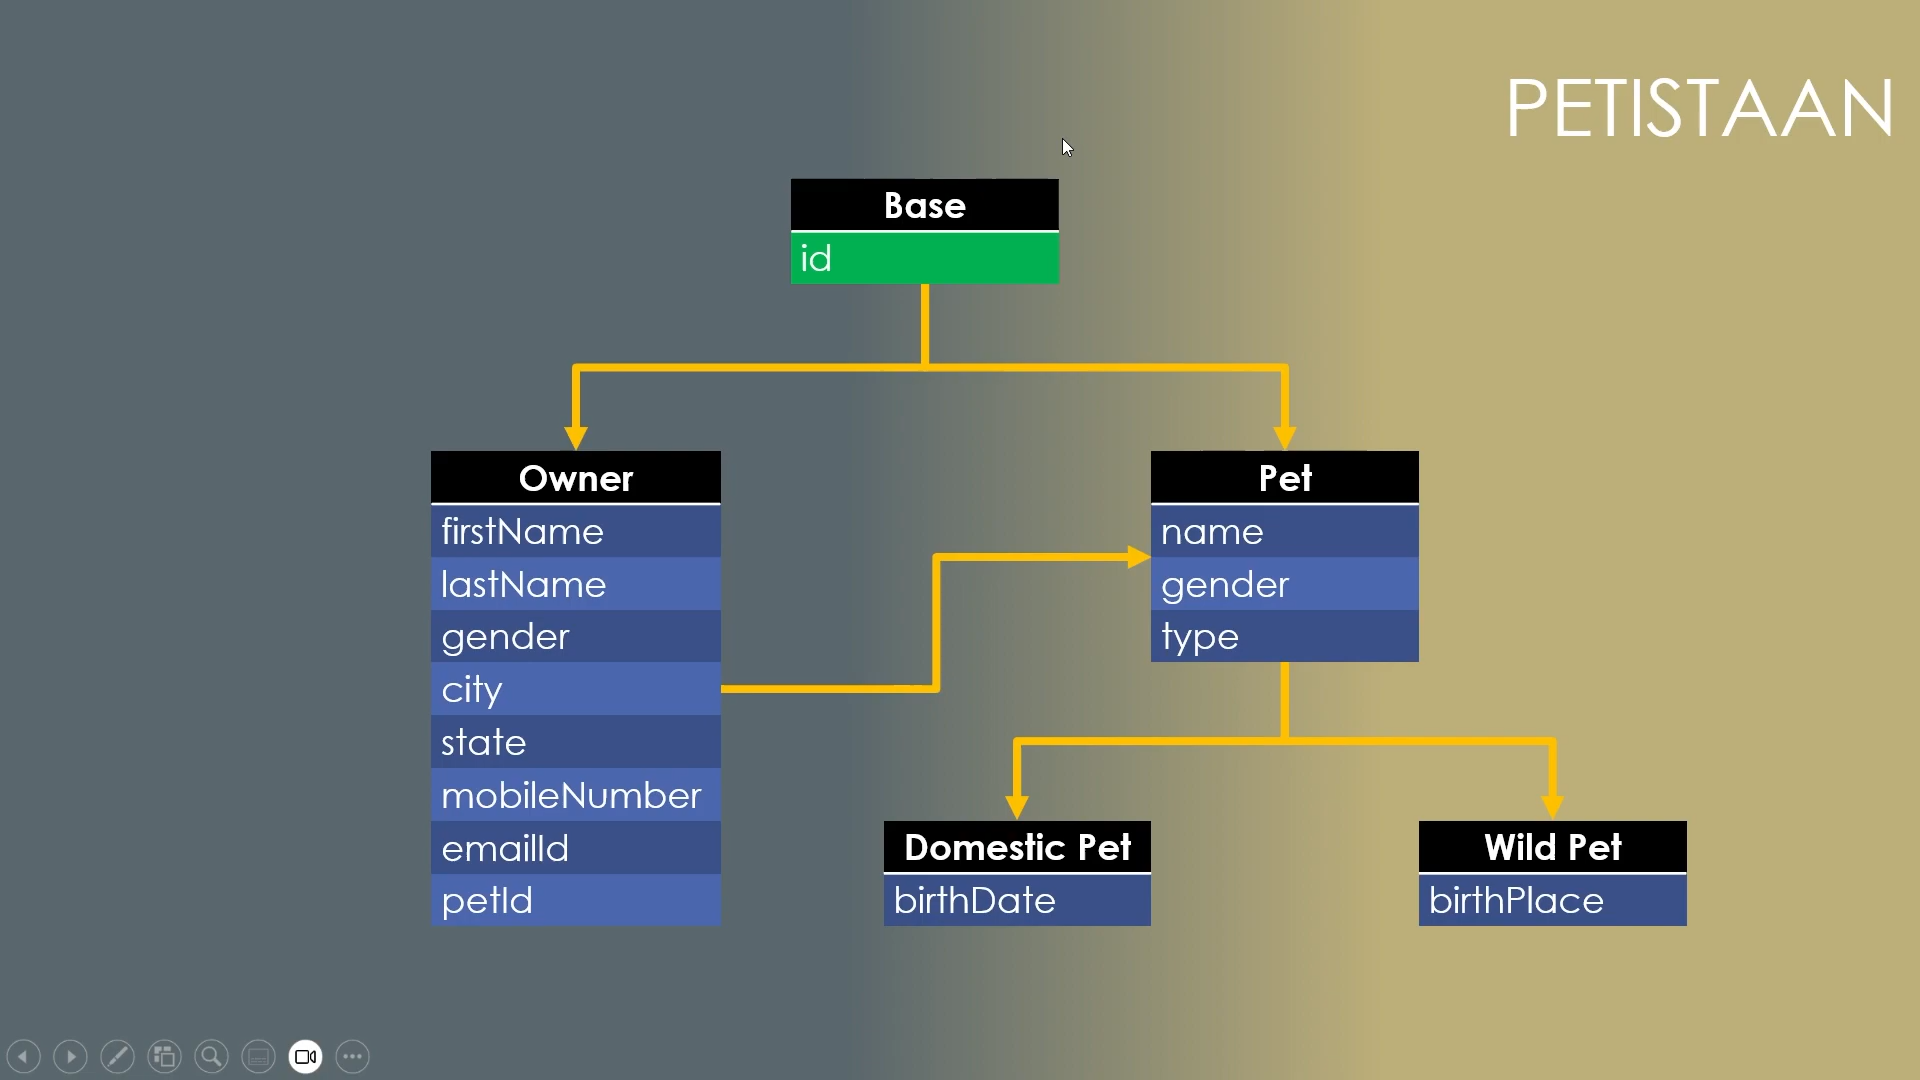 PETISTAAN
Base
id
Owner
firstName
lastName
gender
city
state
mobileNumber
emailId
petId
Pet
name
gender
type
Domestic Pet
birthDate
Wild Pet
birthPlace